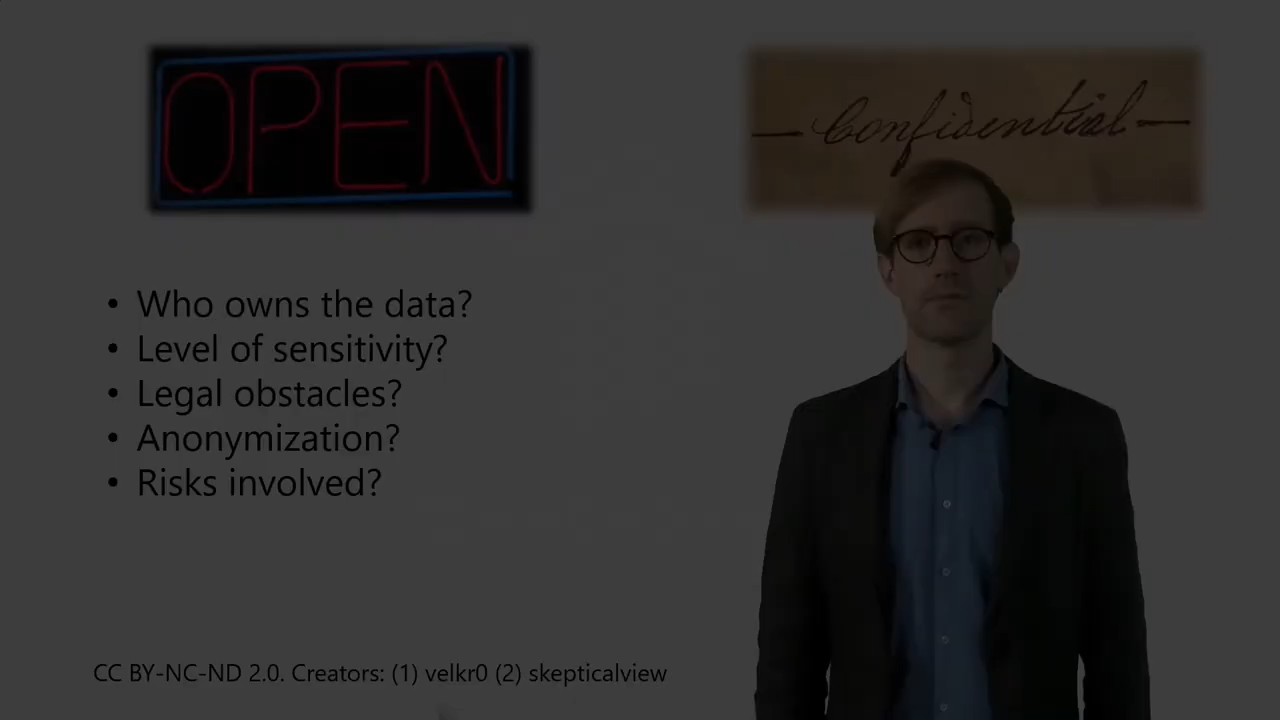 OPEN
Confidential
• Who owns the data?
• Level of sensitivity?
• Legal obstacles?
• Anonymization?
• Risks involved?
CC BY-NC-ND 2.0. Creators: (1) velkr0 (2) skepticalview